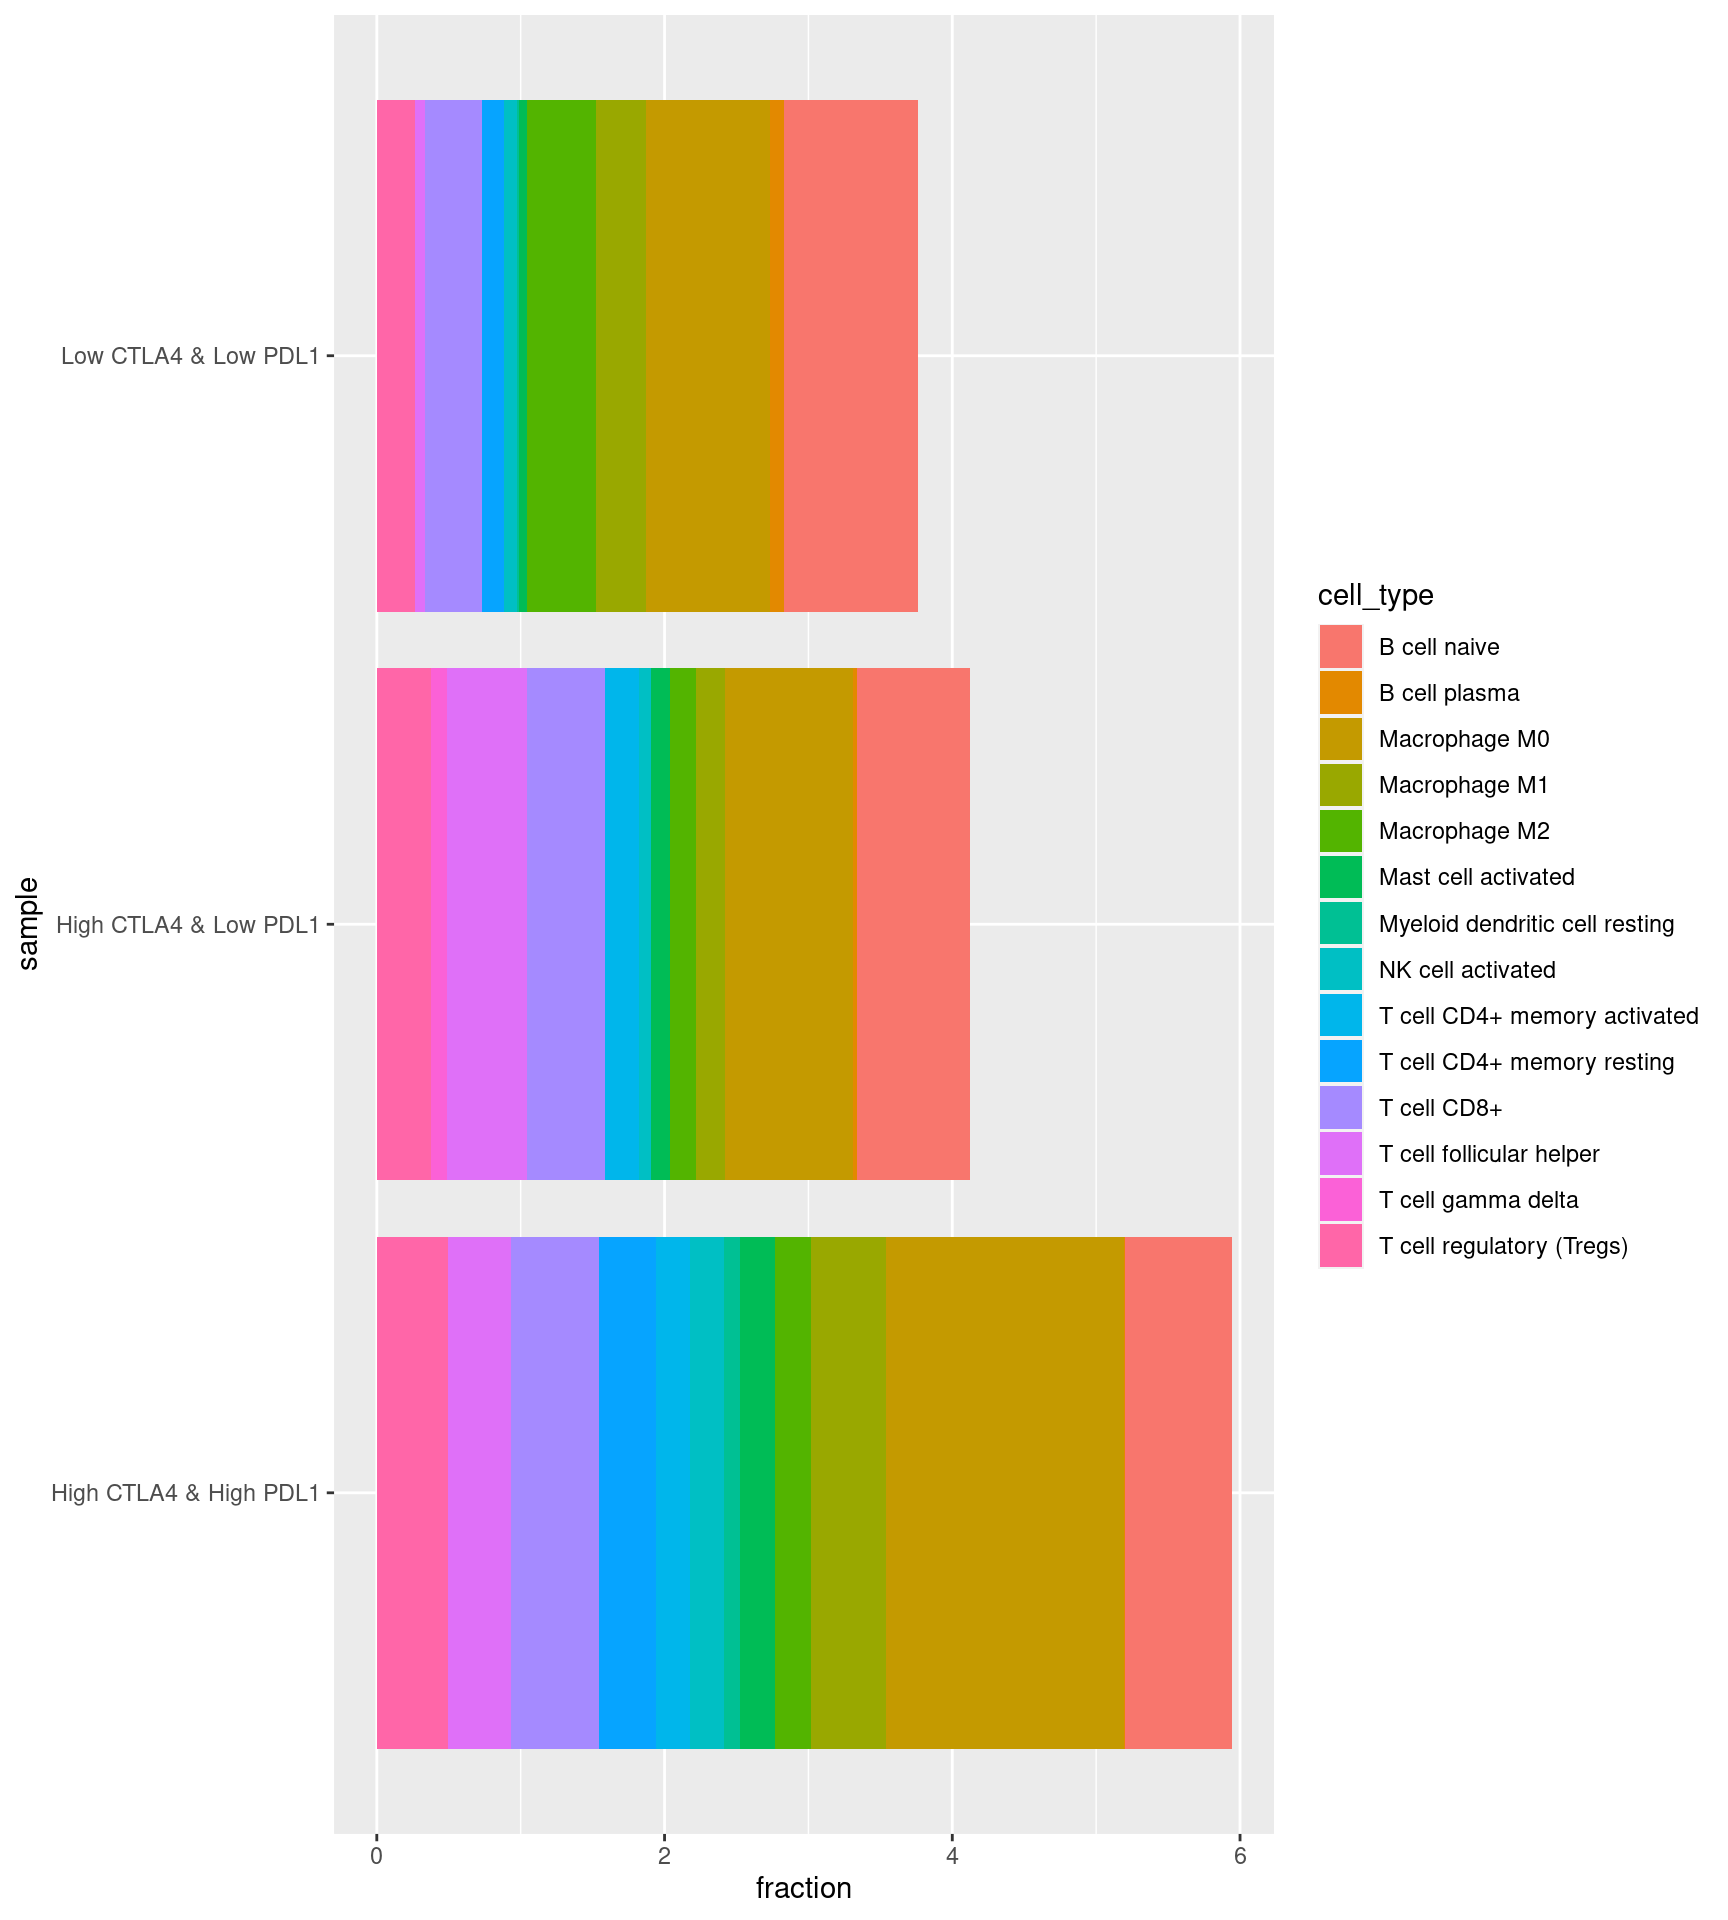 Low CTLA4 & Low PDL1
High CTLA4 & Low PDL1
High CTLA4 & High PDL1
sample
0 2 4 6
fraction
cell_type
B cell naive
B cell plasma
Macrophage M0
Macrophage M1
Macrophage M2
Mast cell activated
Myeloid dendritic cell resting
NK cell activated
T cell CD4+ memory activated
T cell CD4+ memory resting
T cell CD8+
T cell follicular helper
T cell gamma delta
T cell regulatory (Tregs)